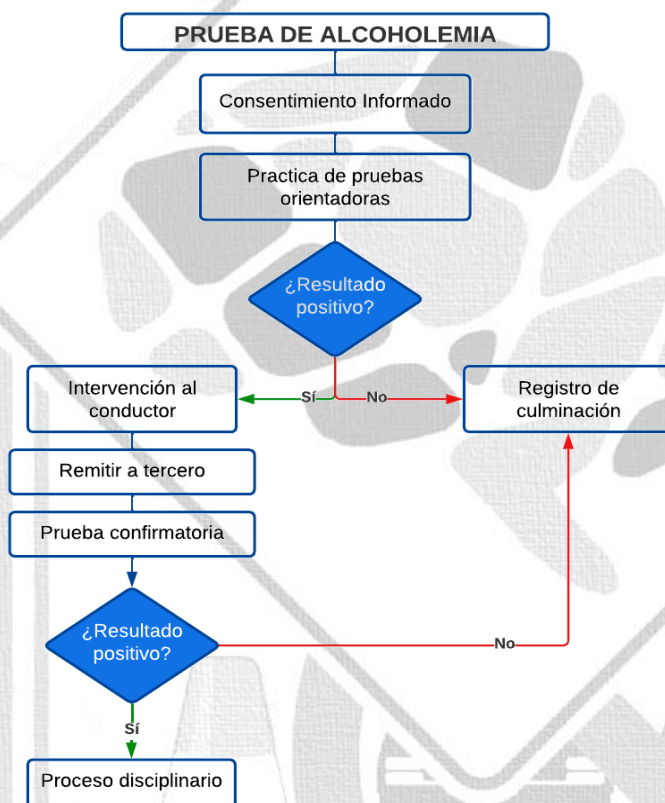 PRUEBA DE ALCOHOLEMIA
Consentimiento Informado
Practica de pruebas
orientadoras
¿Resultado
positivo?
Sí
No
Intervención al
conductor
Registro de
culminación
Remitir a tercero
Prueba confirmatoria
¿Resultado
positivo?
No
Sí
Proceso disciplinario